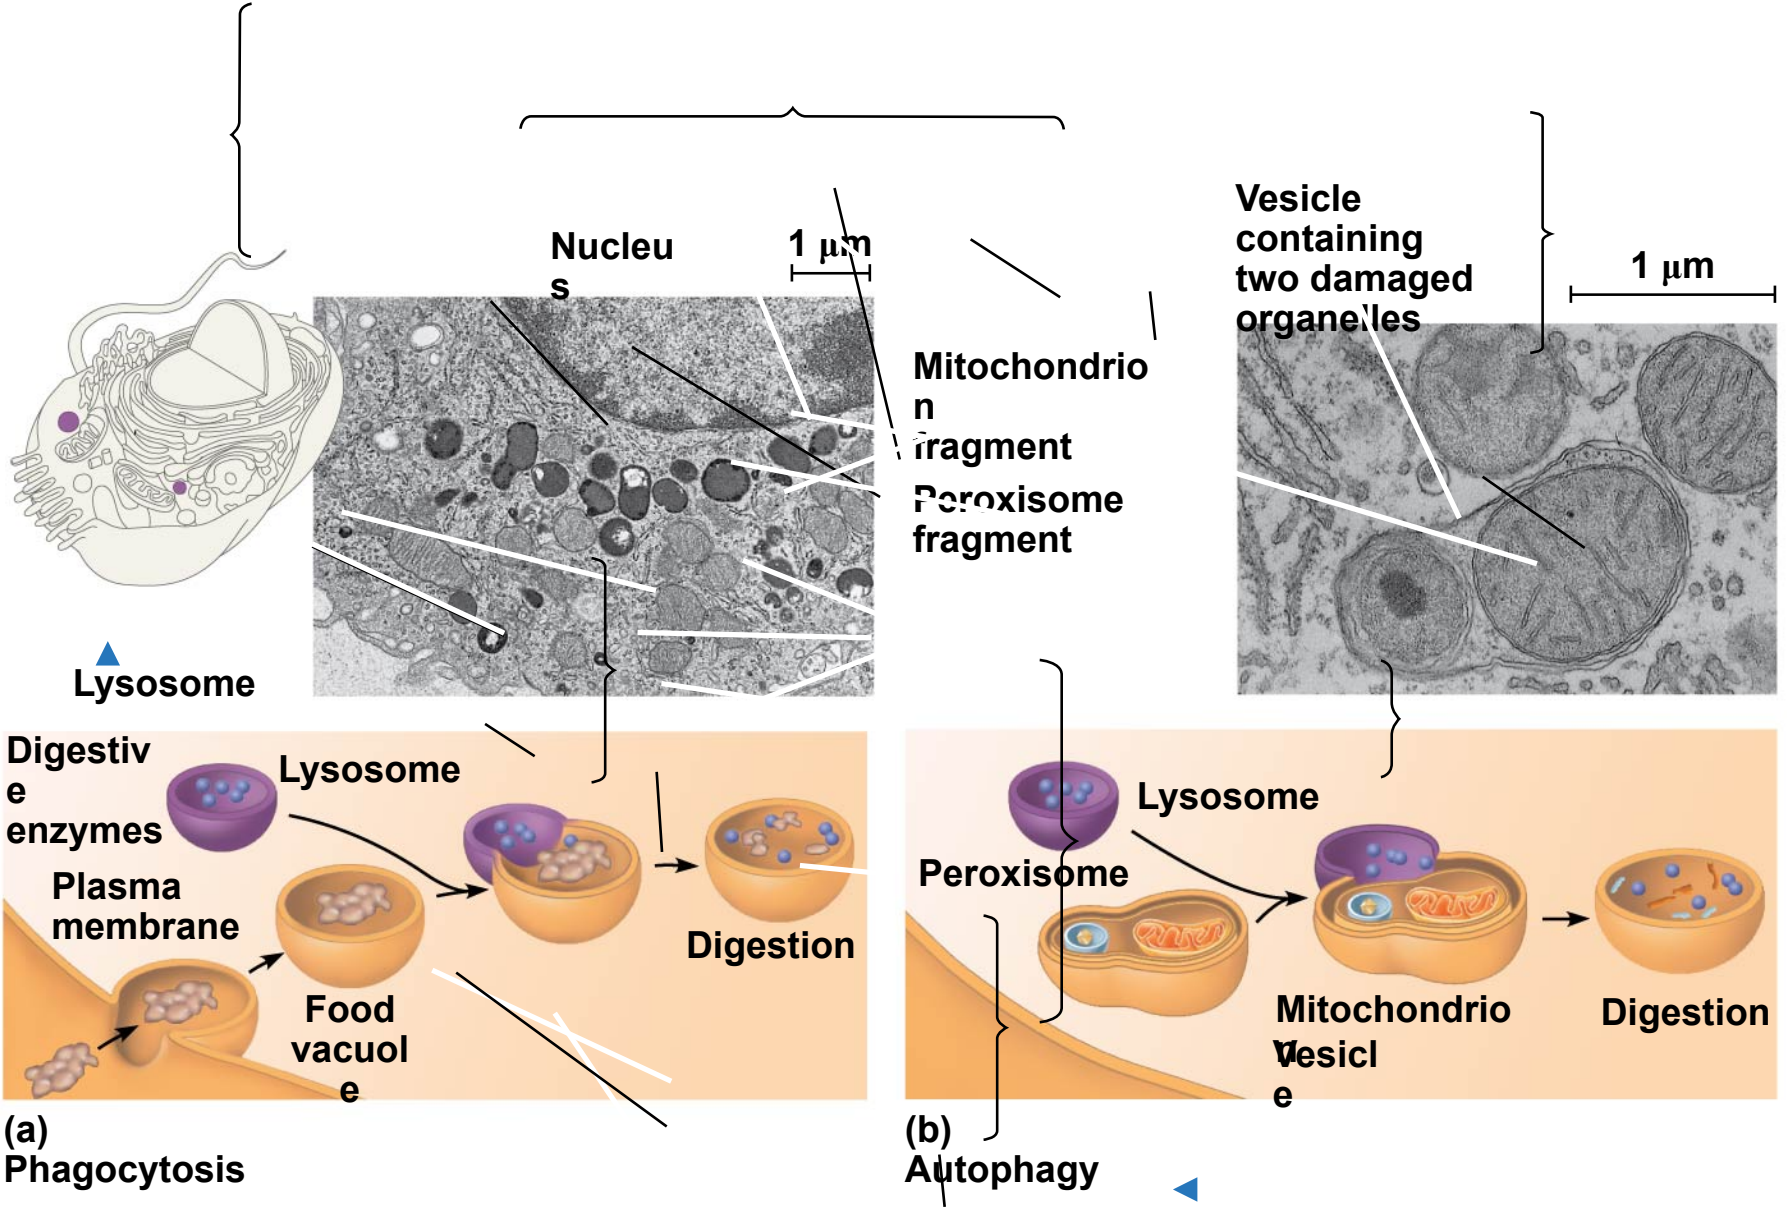 Nucleu
s
1 μm
Vesicle
containing
two damaged
organelles
1 μm
Mitochondrio
n
fragment
Peroxisome
fragment
Lysosome
Digestiv
e
enzymes
Lysosome
Plasma
membrane
Food
vacuol
e
Digestion
(a)
Phagocytosis
Lysosome
Peroxisome
Mitochondrio
n
Vesicl
e
Digestion
(b)
Autophagy